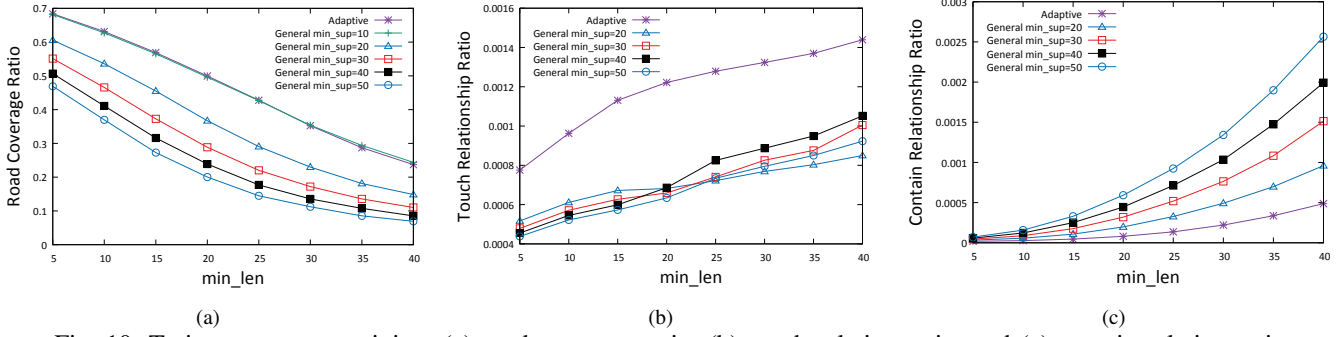 0.7
0.6
0.5
0.4
0.3
0.2
0.1
0
Road Coverage Ratio
Adaptive
General min_sup=10
General min_sup=20
General min_sup=30
General min_sup=40
General min_sup=50
5 10 15 20 25 30 35 40
min_len
(a)
0.0016
0.0014
0.0012
0.001
0.0008
0.0006
0.0004
Touch Relationship Ratio
Adaptive
General min_sup=20
General min_sup=30
General min_sup=40
General min_sup=50
5 10 15 20 25 30 35 40
min_len
(b)
0.003
0.0025
0.002
0.0015
0.001
0.0005
0
Contain Relationship Ratio
Adaptive
General min_sup=20
General min_sup=30
General min_sup=40
General min_sup=50
5 10 15 20 25 30 35 40
min_len
(c)
Fig. 10: (a) (b) (c)